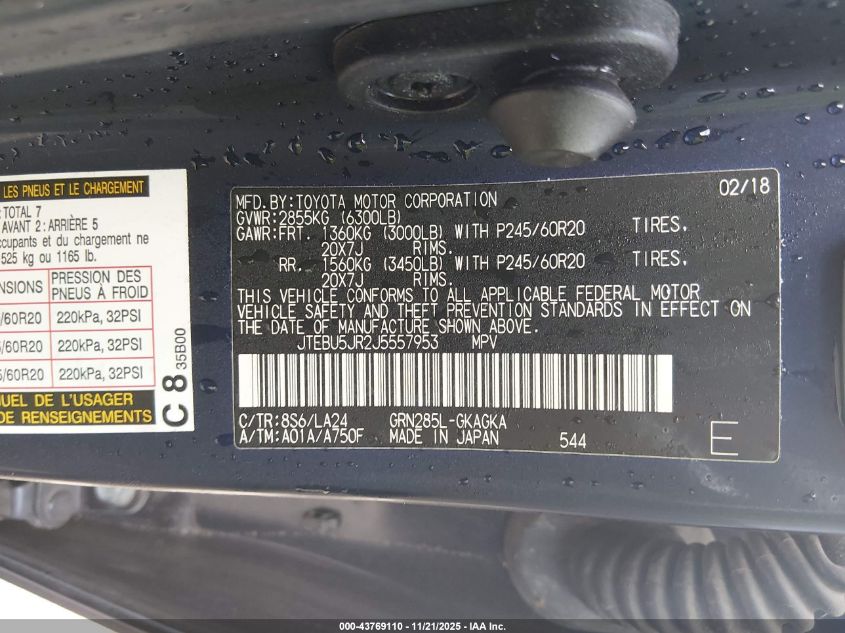 LES PNEUS ET LE CHARGEMENT
TOTAL 7
AVANT 2 : ARRIÈRE 5
ccupants et du chargement ne
525 kg ou 1165 lb.
NSIONS PRESSION DES PNEUS À FROID
/60R20 220kPa, 32PSI
5/60R20 220kPa, 32PSI
5/60R20 220kPa, 32PSI
UEL DE L'USAGER
DE RENSEIGNEMENTS
C 8 35B00
02/18
MFD.BY:TOYOTA MOTOR CORPORATION
GVWR:2855KG (6300LB)
GAWR:FRT. 1360KG (3000LB) WITH P245/60R20 TIRES.
20X7J RIMS.
RR. 1560KG (3450LB) WITH P245/60R20 TIRES.
20X7J RIMS.
THIS VEHICLE CONFORMS TO ALL APPLICABLE FEDERAL MOTOR
VEHICLE SAFETY AND THEFT PREVENTION STANDARDS IN EFFECT ON
THE DATE OF MANUFACTURE SHOWN ABOVE.
JTEBU5JR2J5557953 MPV
C/TR:8S6/LA24 GRN285L-GKAGKA
A/TM:A01A/A750F MADE IN JAPAN 544 E
000-43769110 - 11/21/2025 - IAA Inc.